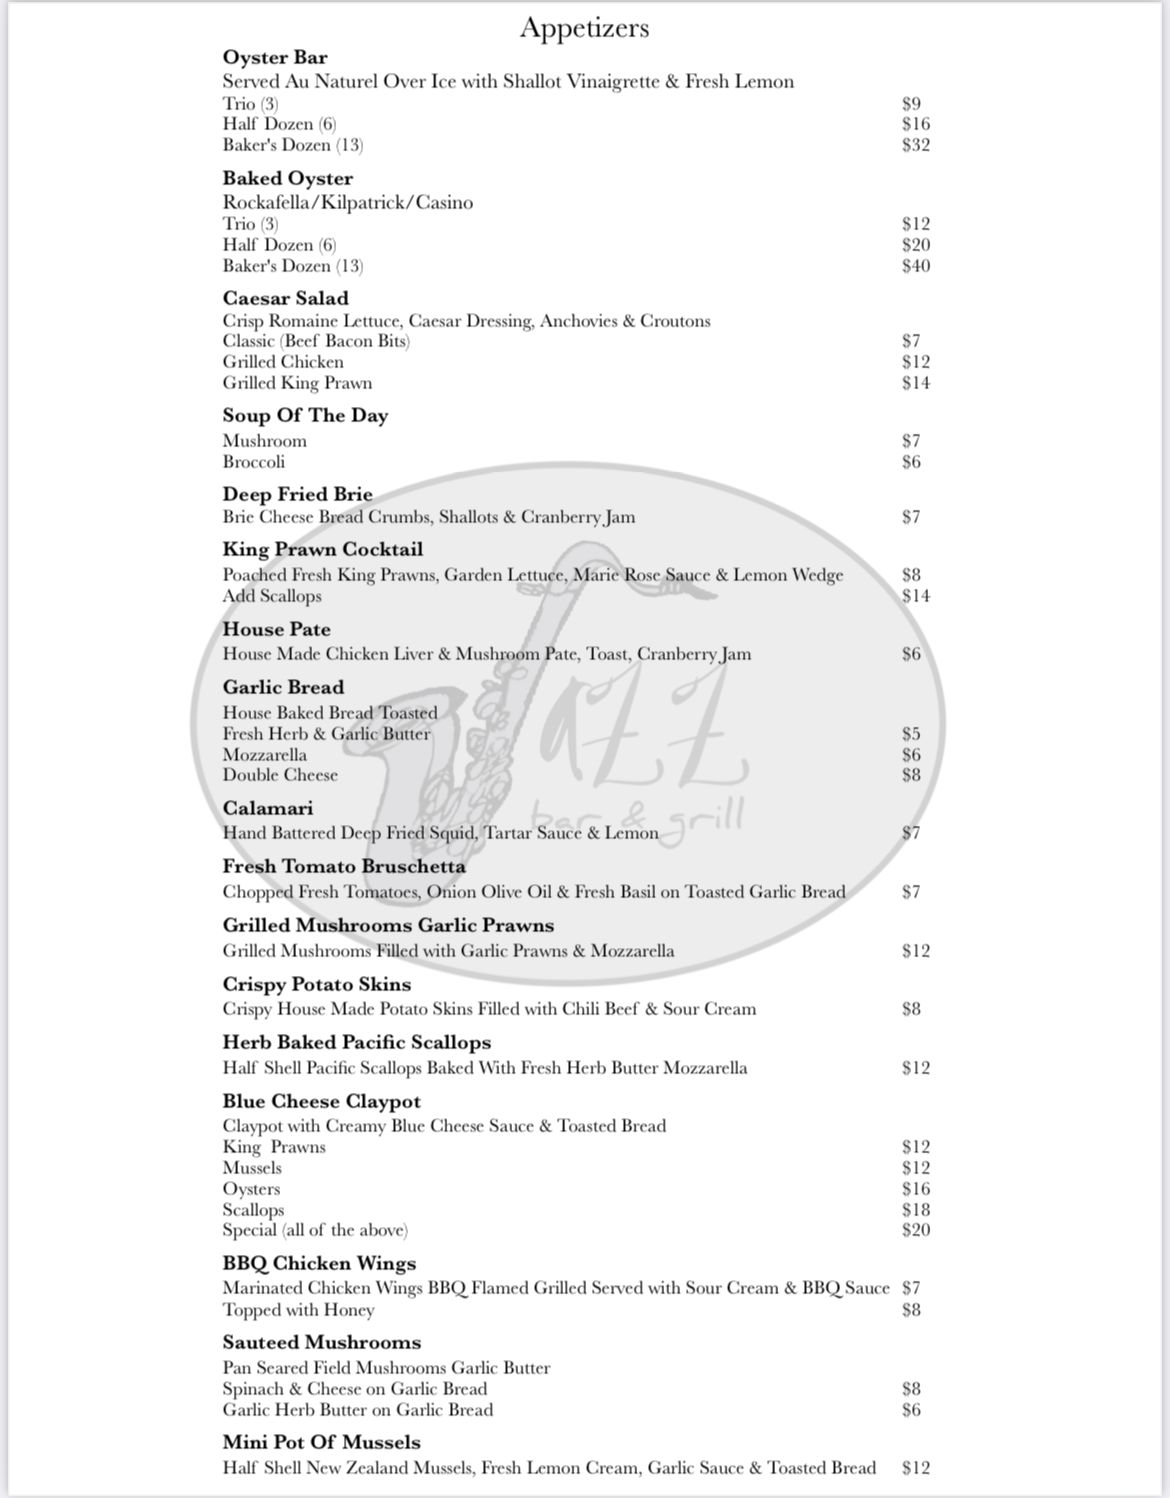 Appetizers
Oyster Bar
Served Au Naturel Over Ice with Shallot Vinaigrette & Fresh Lemon
Trio (3) $9
Half Dozen (6) $16
Baker's Dozen (13) $32
Baked Oyster
Rockafella/Kilpatrick/Casino
Trio (3) $12
Half Dozen (6) $20
Baker's Dozen (13) $40
Caesar Salad
Crisp Romaine Lettuce, Caesar Dressing, Anchovies & Croutons
Classic (Beef Bacon Bits) $7
Grilled Chicken $12
Grilled King Prawn $14
Soup Of The Day
Mushroom $7
Broccoli $6
Deep Fried Brie
Brie Cheese Bread Crumbs, Shallots & Cranberry Jam $7
King Prawn Cocktail
Poached Fresh King Prawns, Garden Lettuce, Marie Rose Sauce & Lemon Wedge $8
Add Scallops $14
House Pate
House Made Chicken Liver & Mushroom Pate, Toast, Cranberry Jam $6
Garlic Bread
House Baked Bread Toasted
Fresh Herb & Garlic Butter $5
Mozzarella $6
Double Cheese $8
Jazz
bar & grill
Calamari
Hand Battered Deep Fried Squid, Tartar Sauce & Lemon $7
Fresh Tomato Bruschetta
Chopped Fresh Tomatoes, Onion Olive Oil & Fresh Basil on Toasted Garlic Bread $7
Grilled Mushrooms Garlic Prawns
Grilled Mushrooms Filled with Garlic Prawns & Mozzarella $12
Crispy Potato Skins
Crispy House Made Potato Skins Filled with Chili Beef & Sour Cream $8
Herb Baked Pacific Scallops
Half Shell Pacific Scallops Baked With Fresh Herb Butter Mozzarella $12
Blue Cheese Claypot
Claypot with Creamy Blue Cheese Sauce & Toasted Bread
King Prawns $12
Mussels $12
Oysters $16
Scallops $18
Special (all of the above) $20
BBQ Chicken Wings
Marinated Chicken Wings BBQ Flamed Grilled Served with Sour Cream & BBQ Sauce $7
Topped with Honey $8
Sauteed Mushrooms
Pan Seared Field Mushrooms Garlic Butter
Spinach & Cheese on Garlic Bread $8
Garlic Herb Butter on Garlic Bread $6
Mini Pot Of Mussels
Half Shell New Zealand Mussels, Fresh Lemon Cream, Garlic Sauce & Toasted Bread $12